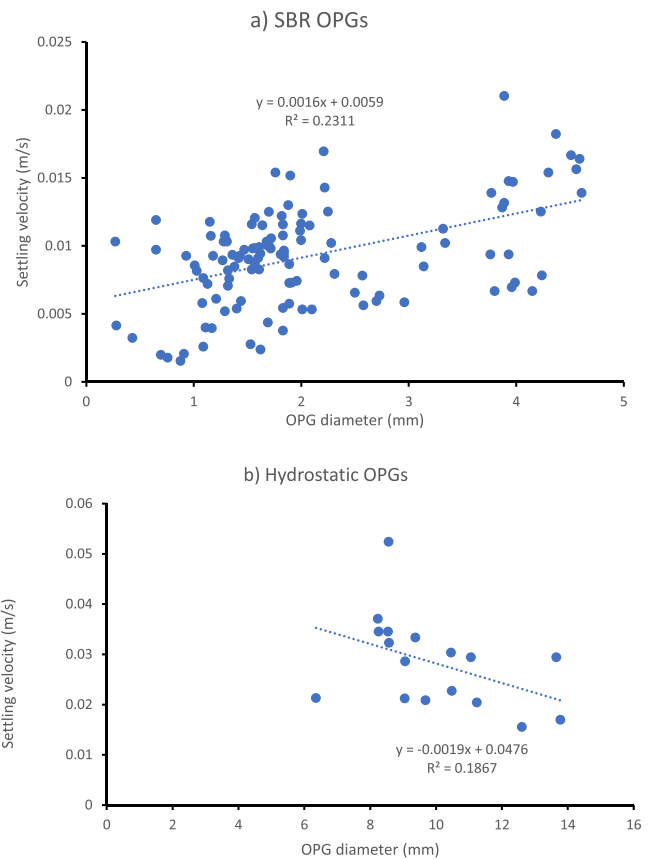 a) SBR OPGs
0.025
0.02
0.015
0.01
0.005
0
Settling velocity (m/s)
y = 0.0016x + 0.0059
R² = 0.2311
0 1 2 3 4 5
OPG diameter (mm)
b) Hydrostatic OPGs
0.06
0.05
0.04
0.03
0.02
0.01
0
Settling velocity (m/s)
y = -0.0019x + 0.0476
R² = 0.1867
0 2 4 6 8 10 12 14 16
OPG diameter (mm)